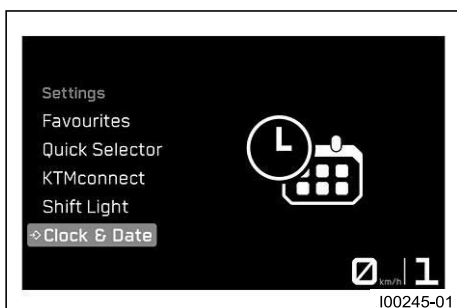 Settings
Favourites
Quick Selector
KTMconnect
Shift Light
Clock & Date
0 km/h 1
I00245-01